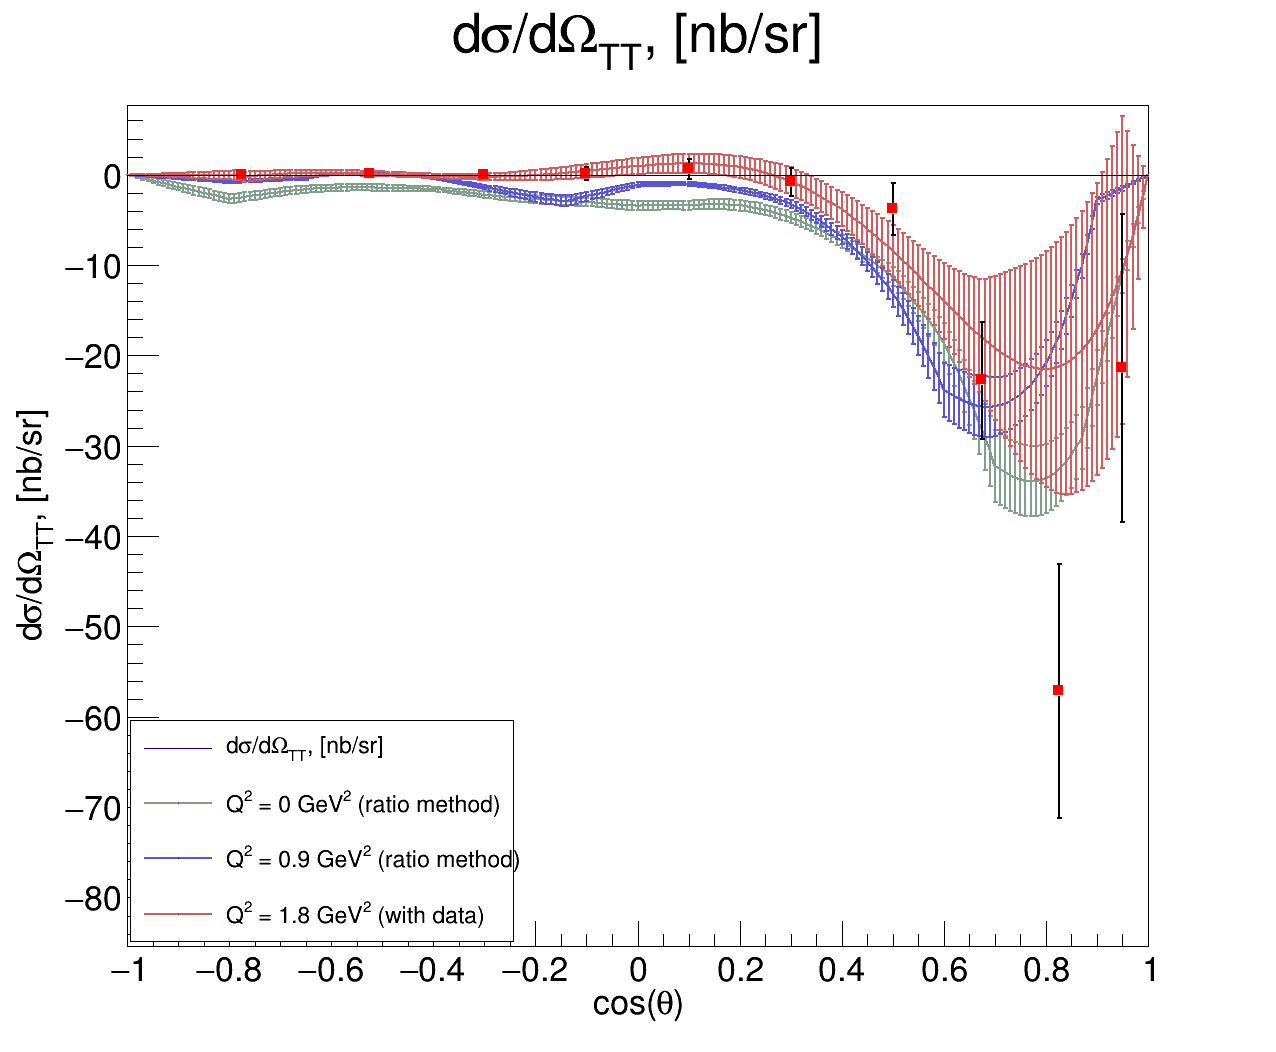 dσ/dΩTT, [nb/sr]
dσ/dΩTT, [nb/sr]
0
−10
−20
−30
−40
−50
−60
−70
−80
dσ/dΩTT, [nb/sr]
Q² = 0 GeV² (ratio method)
Q² = 0.9 GeV² (ratio method)
Q² = 1.8 GeV² (with data)
−1 −0.8 −0.6 −0.4 −0.2 0 0.2 0.4 0.6 0.8 1
cos(θ)